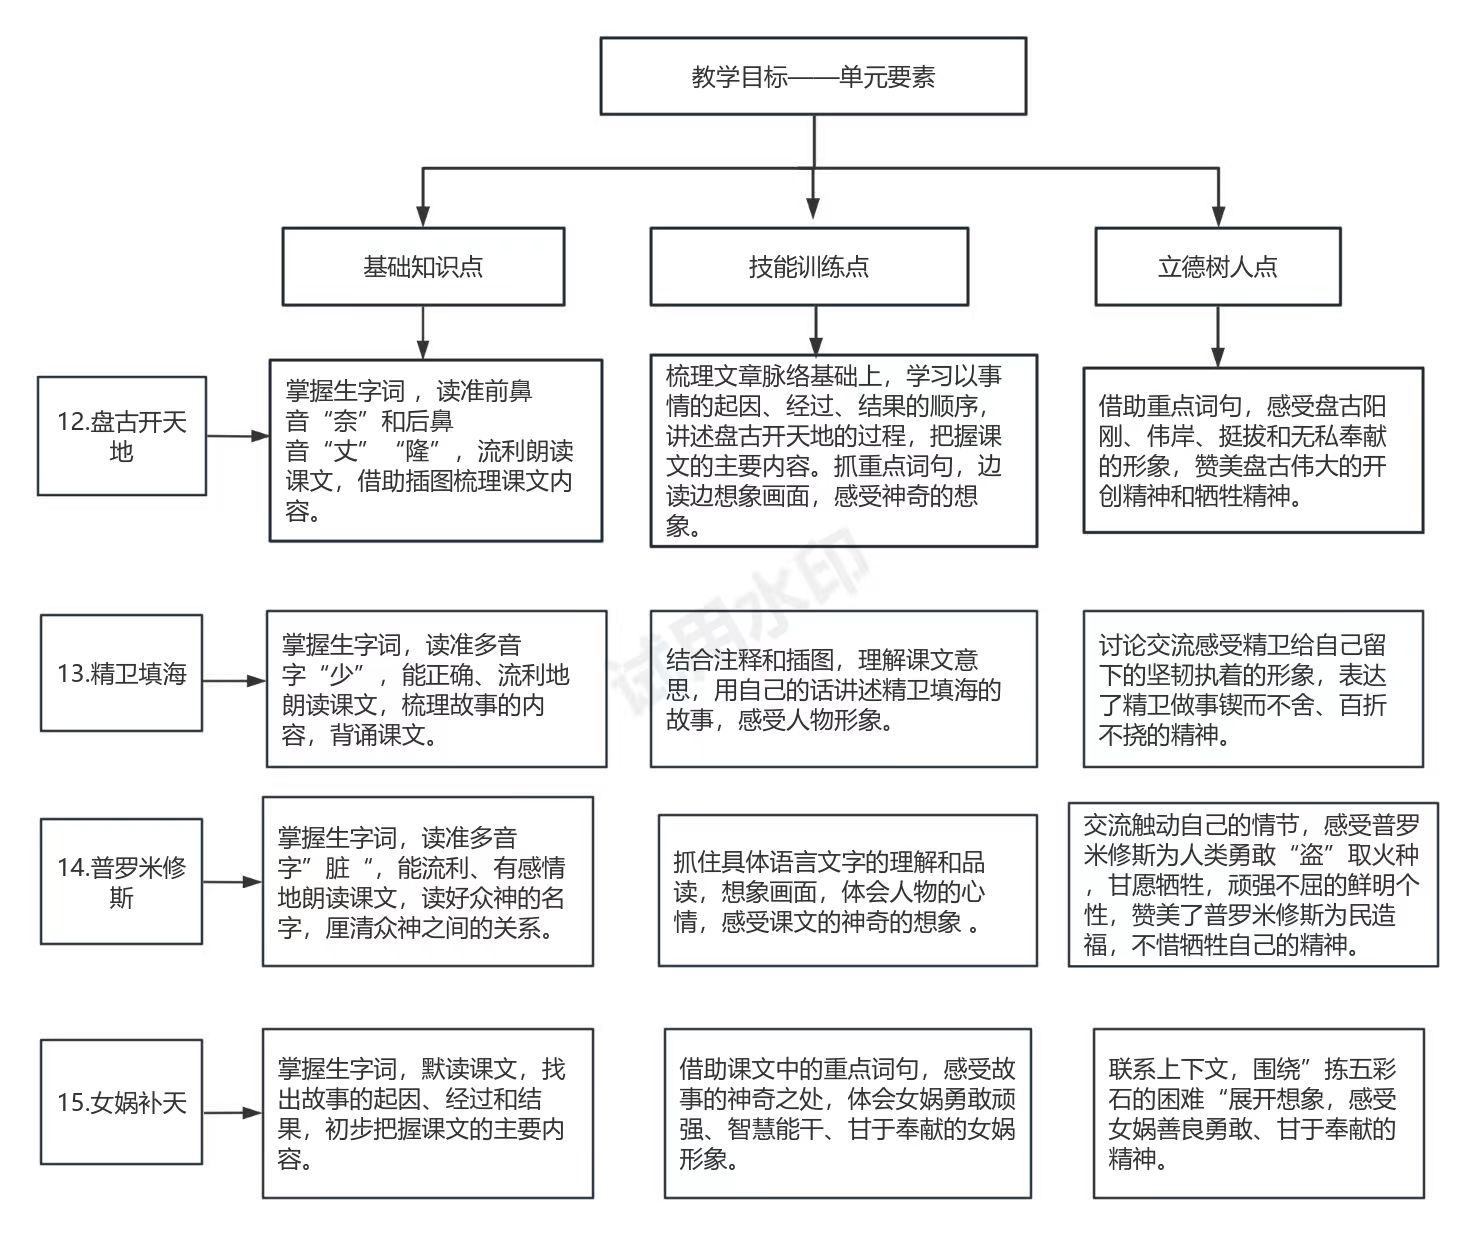 教学目标——单元要素
基础知识点
技能训练点
立德树人点
12.盘古开天
地
掌握生字词，读准前鼻
音“奈”和后鼻
音“丈”“隆”，流利朗读
课文，借助插图梳理课文内
容。
梳理文章脉络基础上，学习以事
情的起因、经过、结果的顺序，
讲述盘古开天地的过程，把握课
文的主要内容。抓重点词句，边
读边想象画面，感受神奇的想
象。
借助重点词句，感受盘古阳
刚、伟岸、挺拔和无私奉献
的形象，赞美盘古伟大的开
创精神和牺牲精神。
试用水印
13.精卫填海
掌握生字词，读准多音
字“少”，能正确、流利地
朗读课文，梳理故事的内
容，背诵课文。
结合注释和插图，理解课文意
思，用自己的话讲述精卫填海的
故事，感受人物形象。
讨论交流感受精卫给自己留
下的坚韧执着的形象，表达
了精卫做事锲而不舍、百折
不挠的精神。
14.普罗米修
斯
掌握生字词，读准多音
字”脏“，能流利、有感情
地朗读课文，读好众神的名
字，厘清众神之间的关系。
抓住具体语言文字的理解和品
读，想象画面，体会人物的心
情，感受课文的神奇的想象 。
交流触动自己的情节，感受普罗
米修斯为人类勇敢“盗”取火种
，甘愿牺牲，顽强不屈的鲜明个
性，赞美了普罗米修斯为民造
福，不惜牺牲自己的精神。
15.女娲补天
掌握生字词，默读课文，找
出故事的起因、经过和结
果，初步把握课文的主要内
容。
借助课文中的重点词句，感受故
事的神奇之处，体会女娲勇敢顽
强、智慧能干、甘于奉献的女娲
形象。
联系上下文，围绕”拣五彩
石的困难“展开想象，感受
女娲善良勇敢、甘于奉献的
精神。